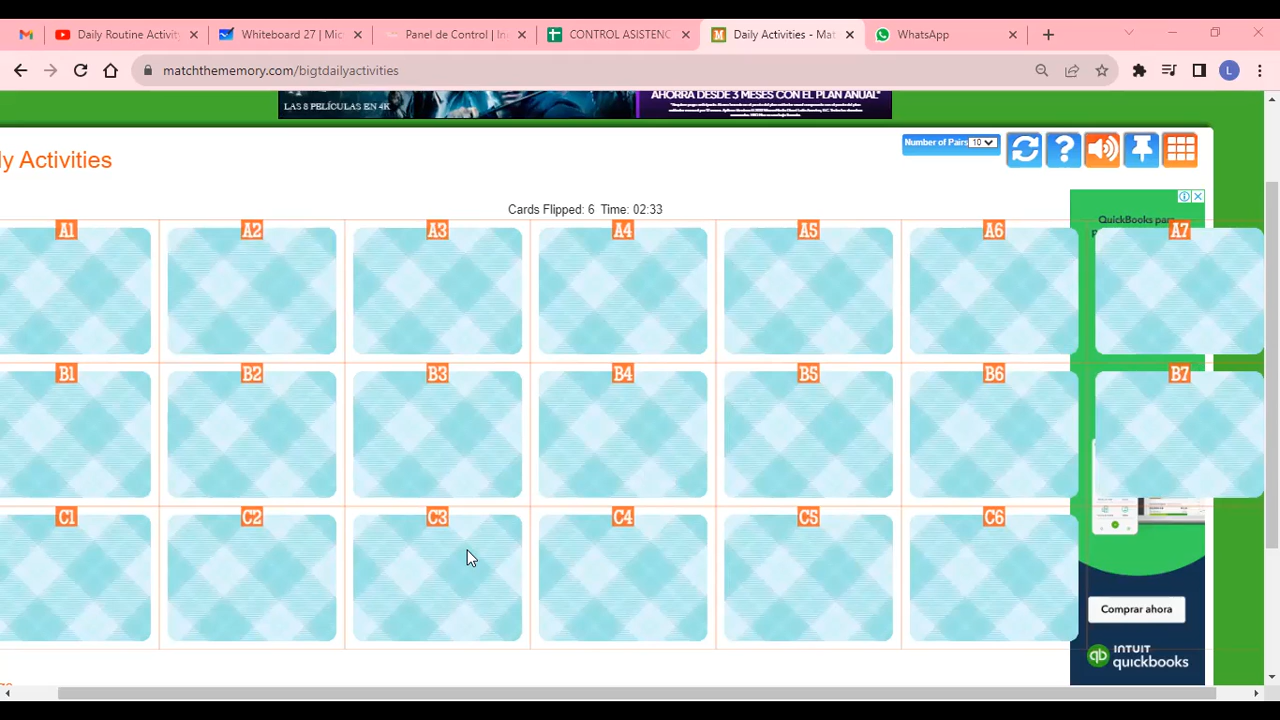 Daily Routine Activit
Whiteboard 27 | Mic
Panel de Control | In
CONTROL ASISTENC
M
Daily Activities - Mat
WhatsApp
matchthememory.com/bigtdailyactivities
L
LAS 8 PELÍCULAS EN 4K
AHORA DESDE 3 MESES CON EL PLAN ANUAL*
ly Activities
Number of Pairs 10
?
Cards Flipped: 6 Time: 02:33
QuickBooks para
A1 A2 A3 A4 A5 A6 A7
B1 B2 B3 B4 B5 B6 B7
C1 C2 C3 C4 C5 C6
Comprar ahora
qb INTUIT
quickbooks